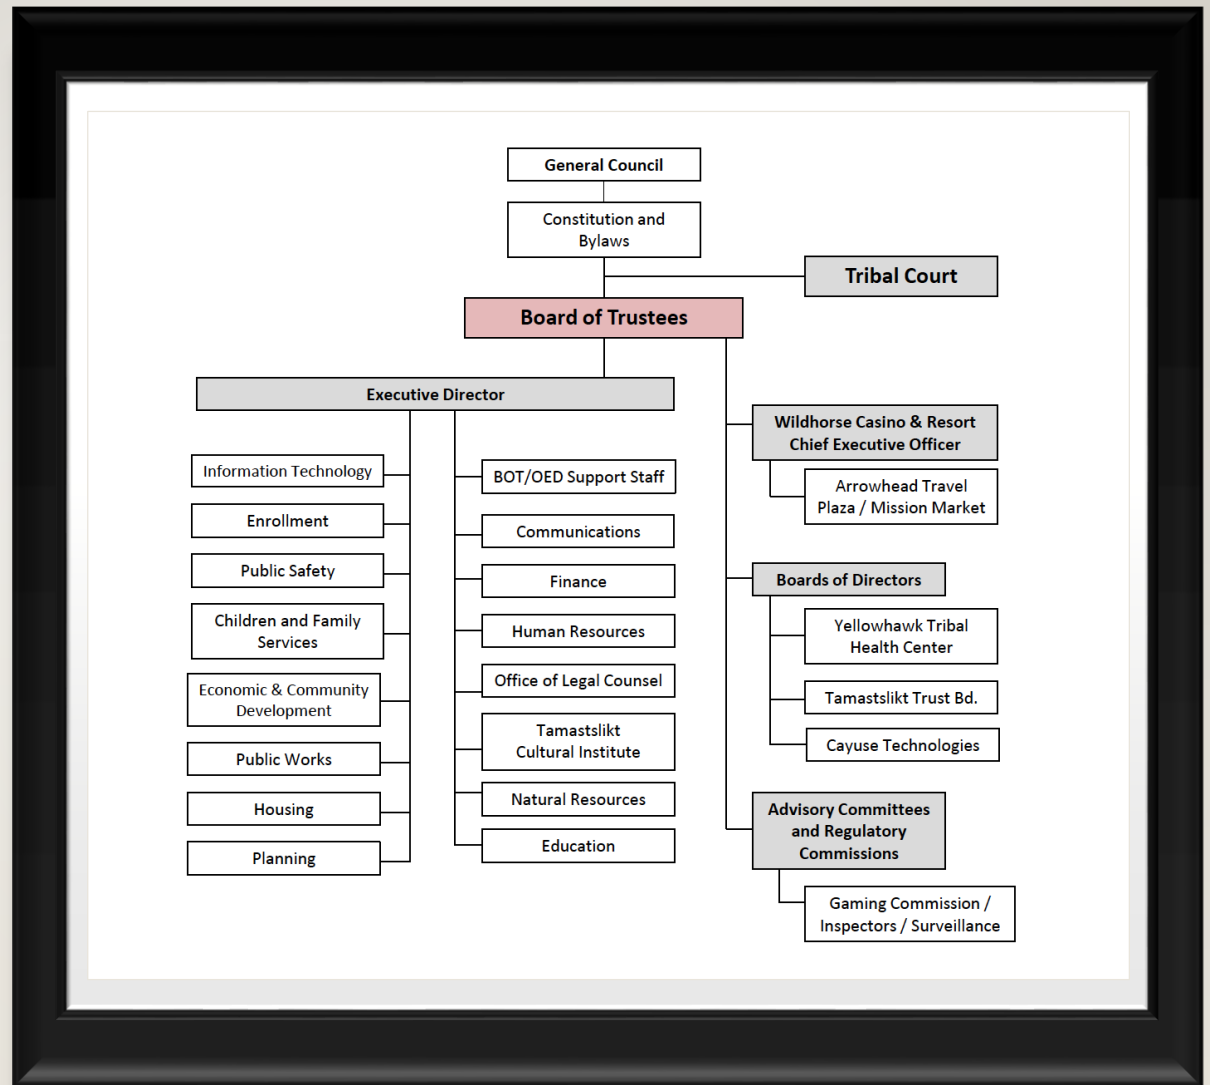 General Council
Constitution and
Bylaws
Tribal Court
Board of Trustees
Executive Director
Information Technology
Enrollment
Public Safety
Children and Family
Services
Economic & Community
Development
Public Works
Housing
Planning
BOT/OED Support Staff
Communications
Finance
Human Resources
Office of Legal Counsel
Tamastslikt
Cultural Institute
Natural Resources
Education
Wildhorse Casino & Resort
Chief Executive Officer
Arrowhead Travel
Plaza / Mission Market
Boards of Directors
Yellowhawk Tribal
Health Center
Tamastslikt Trust Bd.
Cayuse Technologies
Advisory Committees
and Regulatory
Commissions
Gaming Commission /
Inspectors / Surveillance